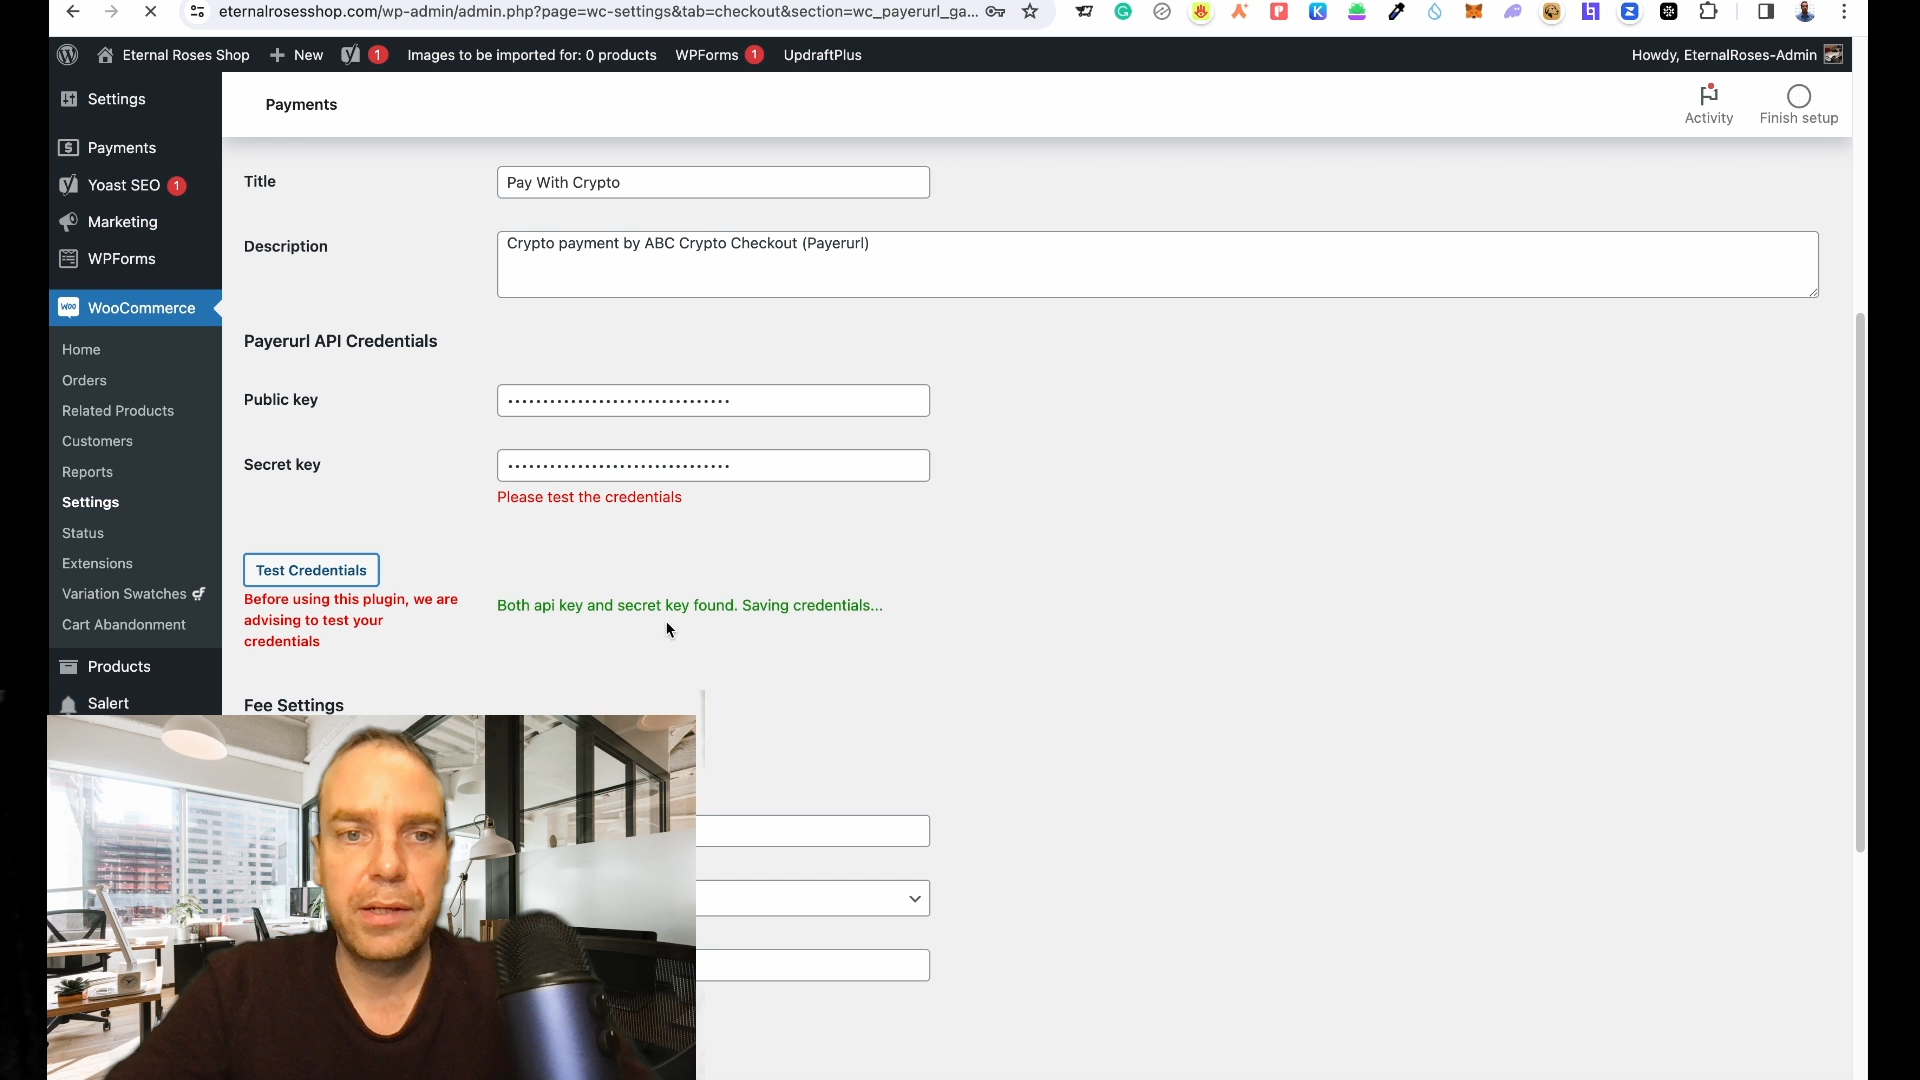 eternalrosesshop.com/wp-admin/admin.php?page=wc-settings&tab=checkout&section=wc_payerurl_ga...
Eternal Roses Shop
New
1
Images to be imported for: 0 products
WPForms 1
UpdraftPlus
Howdy, EternalRoses-Admin
Settings
Payments
Yoast SEO 1
Marketing
WPForms
Woo WooCommerce
Home
Orders
Related Products
Customers
Reports
Settings
Status
Extensions
Variation Swatches
Cart Abandonment
Products
Salert
Payments
Activity
Finish setup
Title
Pay With Crypto
Description
Crypto payment by ABC Crypto Checkout (Payerurl)
Payerurl API Credentials
Public key
Secret key
Please test the credentials
Test Credentials
Before using this plugin, we are
advising to test your
credentials
Both api key and secret key found. Saving credentials...
Fee Settings